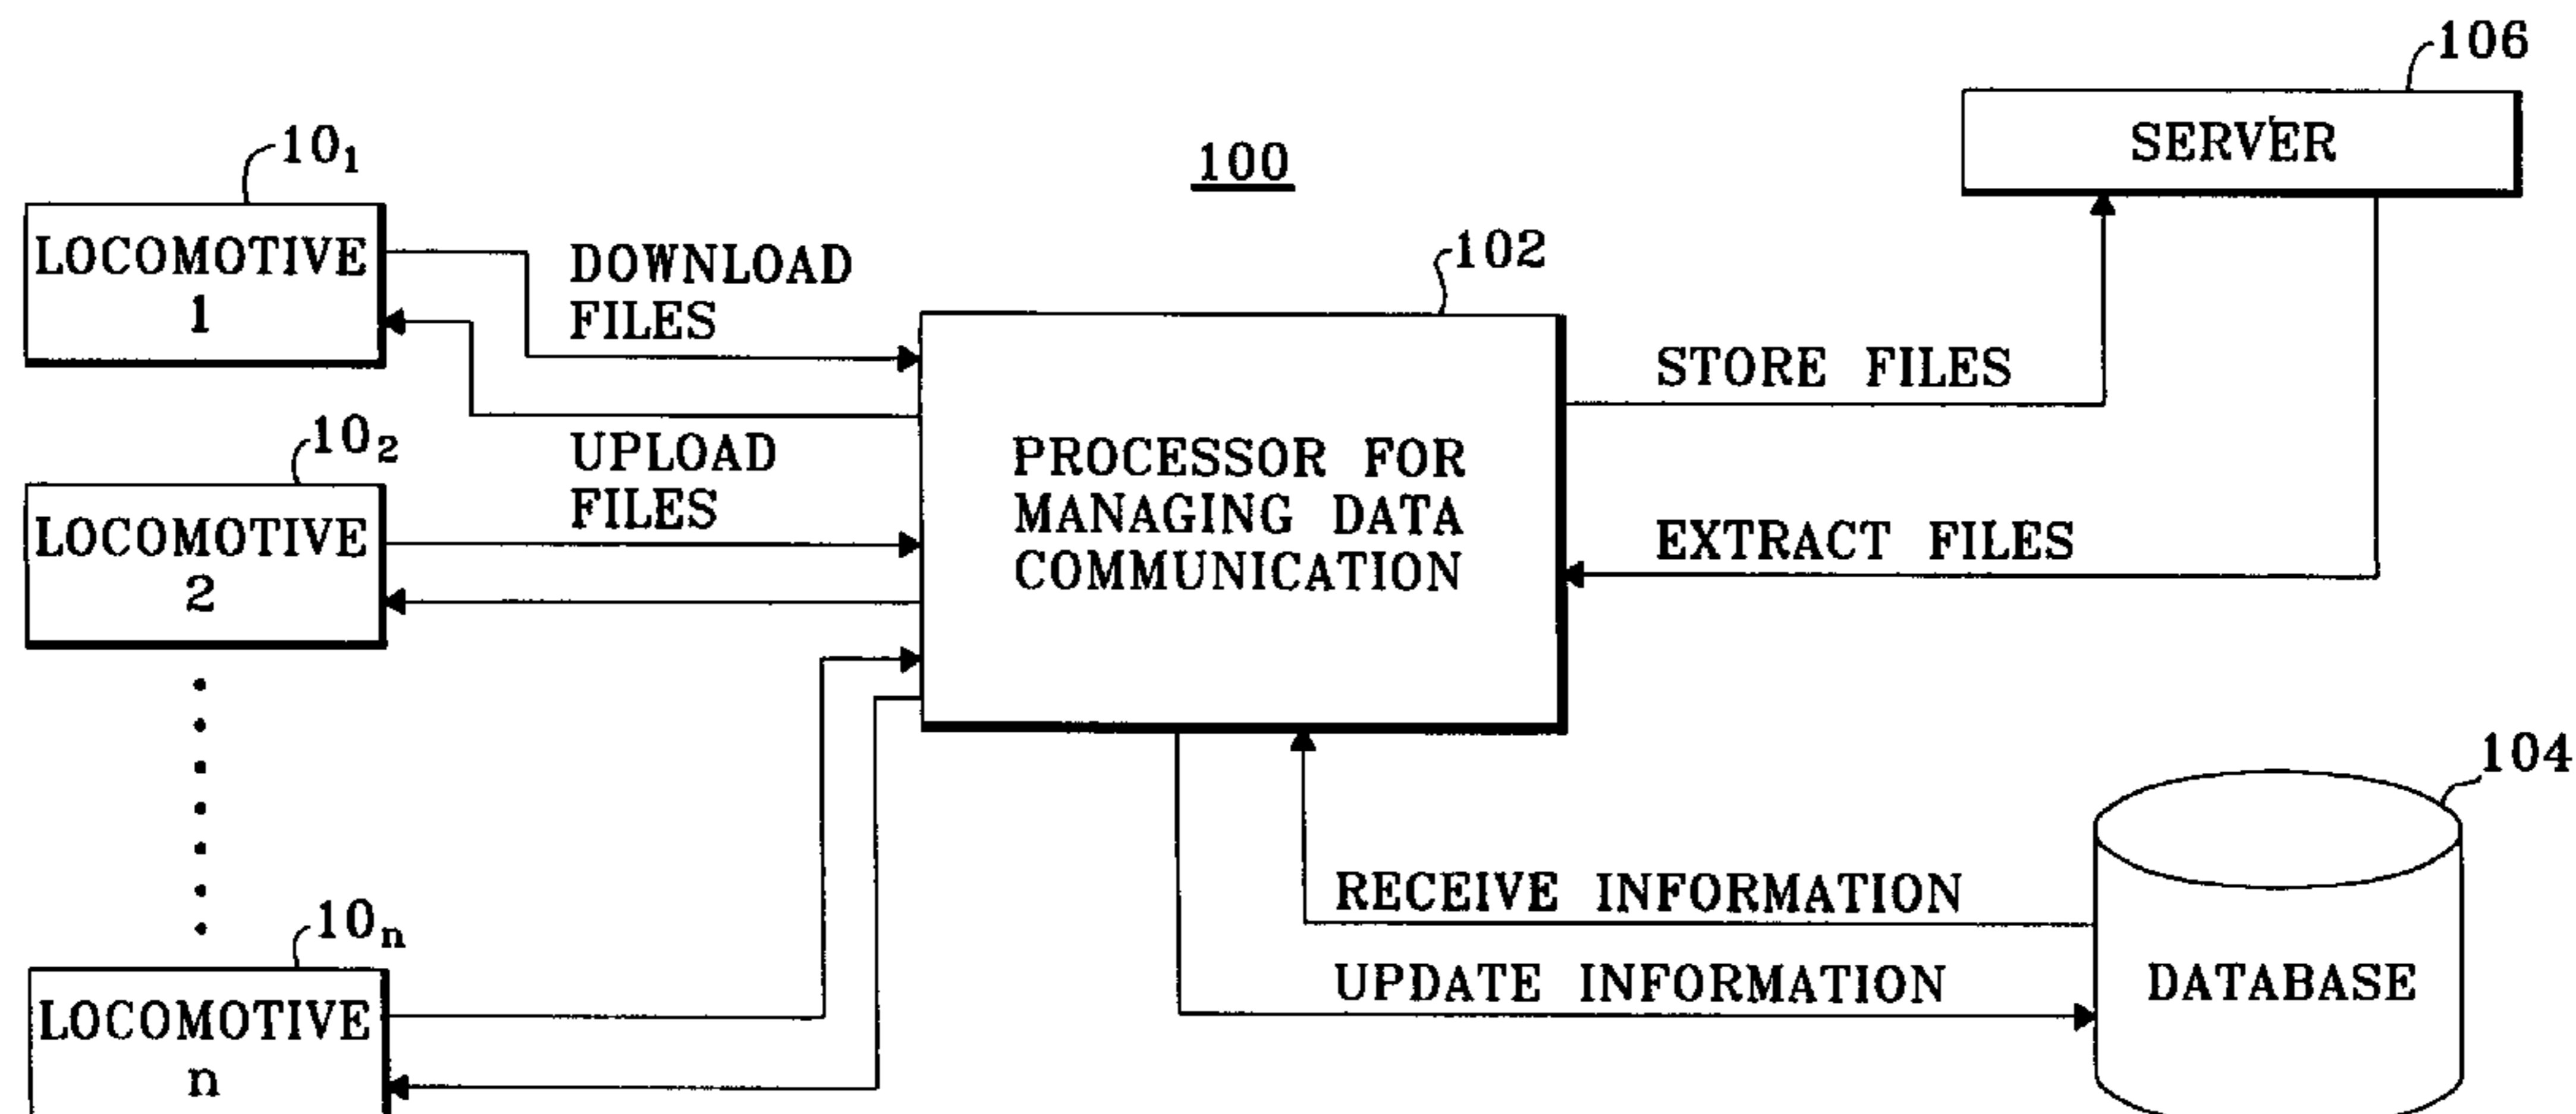 106
SERVER
10₁
100
LOCOMOTIVE
1
DOWNLOAD
FILES
102
STORE FILES
10₂
UPLOAD
FILES
PROCESSOR FOR
MANAGING DATA
COMMUNICATION
LOCOMOTIVE
2
EXTRACT FILES
104
10ₙ
RECEIVE INFORMATION
UPDATE INFORMATION
DATABASE
LOCOMOTIVE
n